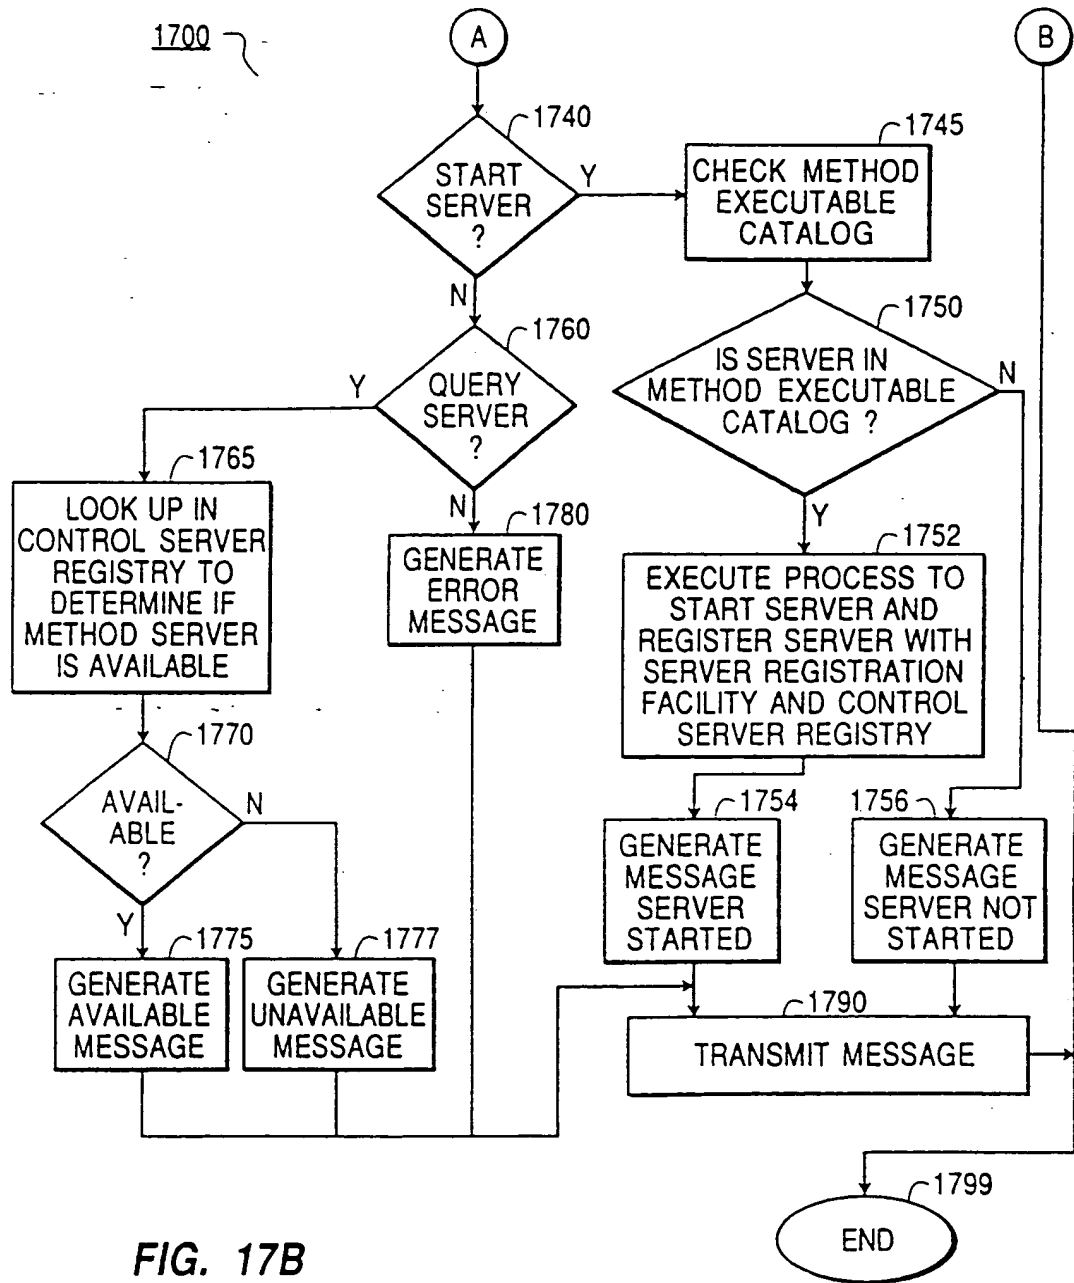 1700
A
B
1740
START
SERVER
?
Y
N
1745
CHECK METHOD
EXECUTABLE
CATALOG
1750
IS SERVER IN
METHOD EXECUTABLE
CATALOG ?
N
Y
1760
QUERY
SERVER
?
Y
N
1765
LOOK UP IN
CONTROL SERVER
REGISTRY TO
DETERMINE IF
METHOD SERVER
IS AVAILABLE
1780
GENERATE
ERROR
MESSAGE
1752
EXECUTE PROCESS TO
START SERVER AND
REGISTER SERVER WITH
SERVER REGISTRATION
FACILITY AND CONTROL
SERVER REGISTRY
1770
AVAIL-
ABLE
?
N
Y
1754
GENERATE
MESSAGE
SERVER
STARTED
1756
GENERATE
MESSAGE
SERVER NOT
STARTED
1775
GENERATE
AVAILABLE
MESSAGE
1777
GENERATE
UNAVAILABLE
MESSAGE
1790
TRANSMIT MESSAGE
1799
END
FIG. 17B